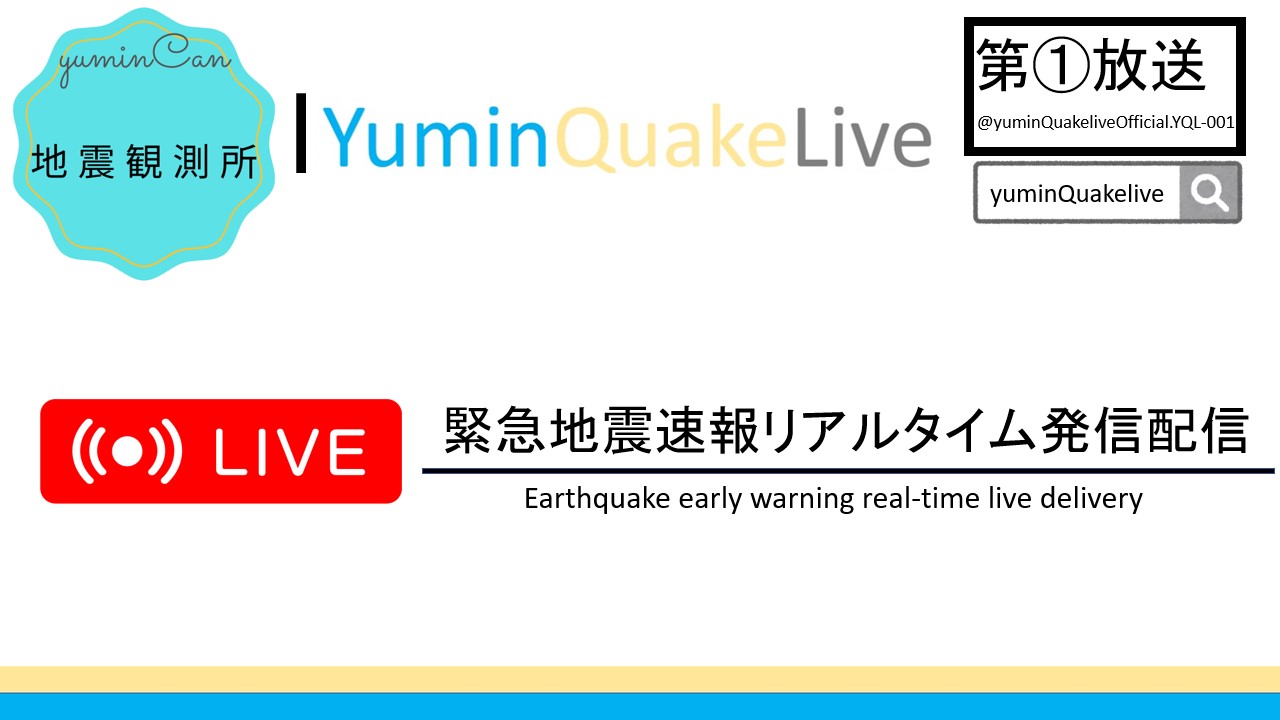 yuminCan
地震観測所
YuminQuakeLive
第①放送
@yuminQuakeliveOfficial.YQL-001
yuminQuakelive
LIVE
緊急地震速報リアルタイム発信配信
Earthquake early warning real-time live delivery